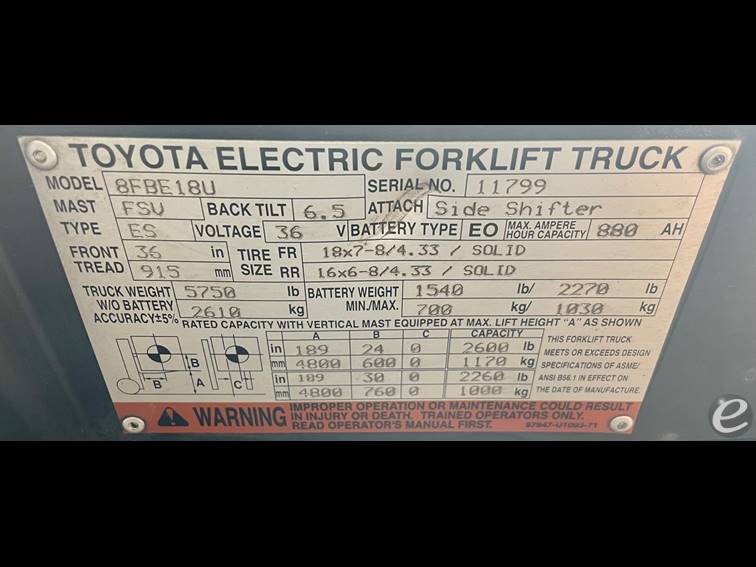 TOYOTA ELECTRIC FORKLIFT TRUCK
MODEL 8FBE18U SERIAL NO. 11799
MAST FSV BACK TILT 6.5 ATTACH Side Shifter
TYPE ES VOLTAGE 36 V BATTERY TYPE EO MAX. AMPERE HOUR CAPACITY 880 AH
FRONT TREAD 36 in TIRE SIZE FR 18x7-8/4.33 / SOLID
915 mm RR 16x6-8/4.33 / SOLID
TRUCK WEIGHT W/O BATTERY ACCURACY±5% 5750 lb BATTERY WEIGHT MIN./MAX. 1540 lb/ 2270 lb
2610 kg 700 kg/ 1030 kg
RATED CAPACITY WITH VERTICAL MAST EQUIPPED AT MAX. LIFT HEIGHT "A" AS SHOWN
A B C CAPACITY
in 189 24 0 2600 lb
mm 4800 600 0 1170 kg
in 189 30 0 2260 lb
mm 4800 760 0 1000 kg
B B A C
THIS FORKLIFT TRUCK
MEETS OR EXCEEDS DESIGN
SPECIFICATIONS OF ASME/
ANSI B56.1 IN EFFECT ON
THE DATE OF MANUFACTURE.
WARNING
IMPROPER OPERATION OR MAINTENANCE COULD RESULT
IN INJURY OR DEATH. TRAINED OPERATORS ONLY.
READ OPERATOR'S MANUAL FIRST. 57847-U1093-71
e